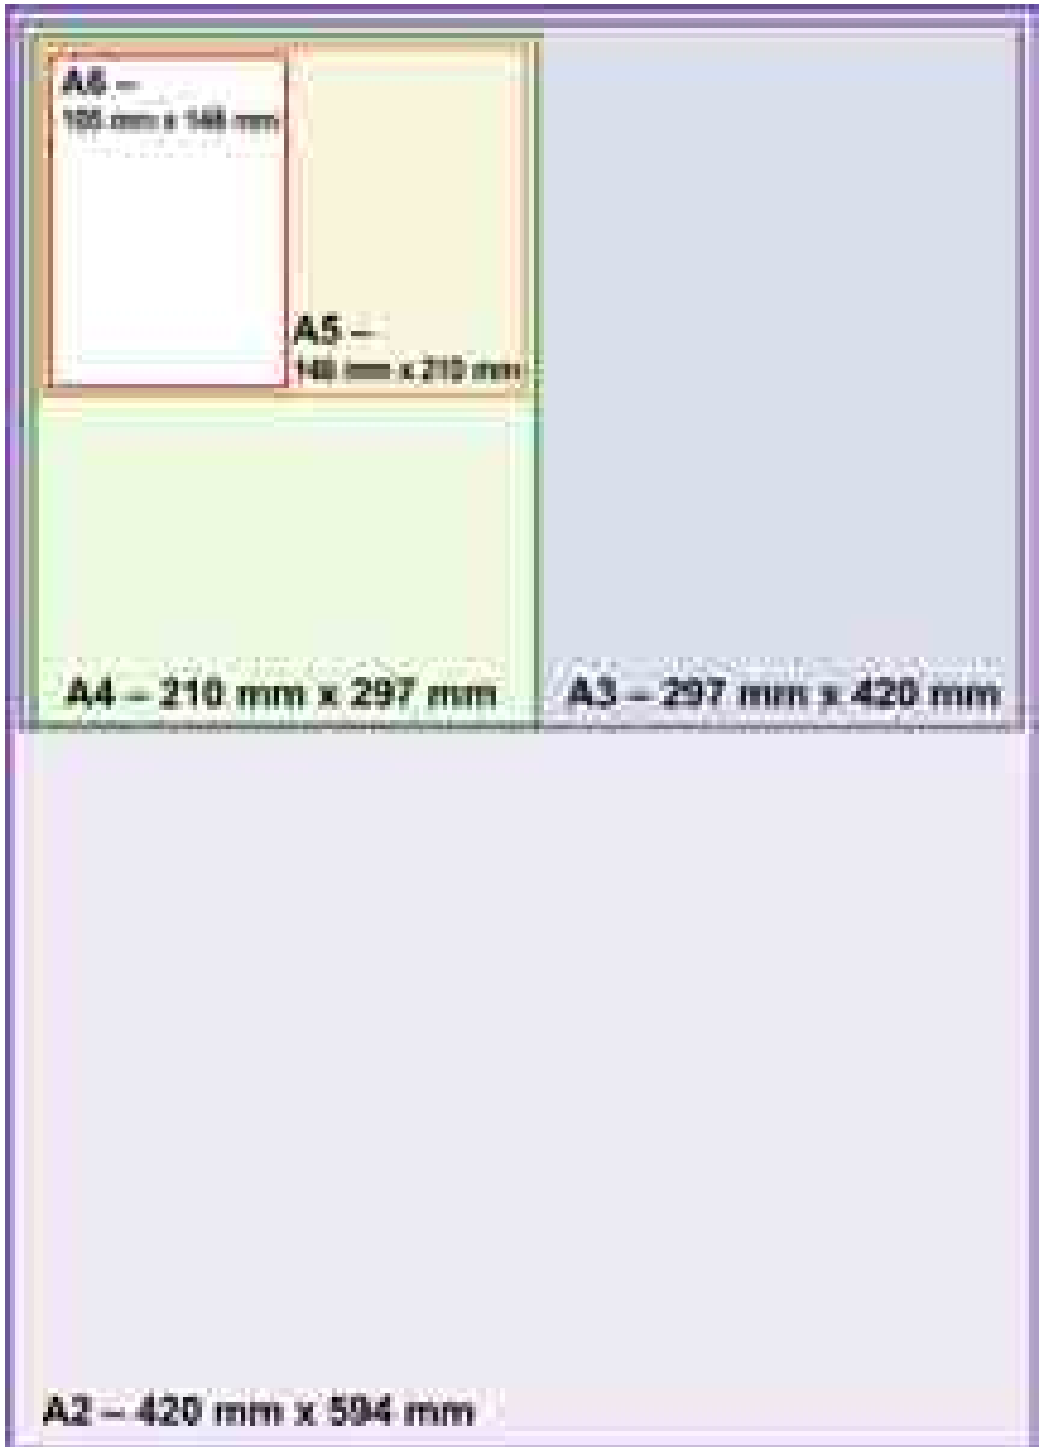 A6 –
105 mm x 148 mm
A5 –
148 mm x 210 mm
A4 – 210 mm x 297 mm
A3 – 297 mm x 420 mm
A2 – 420 mm x 594 mm